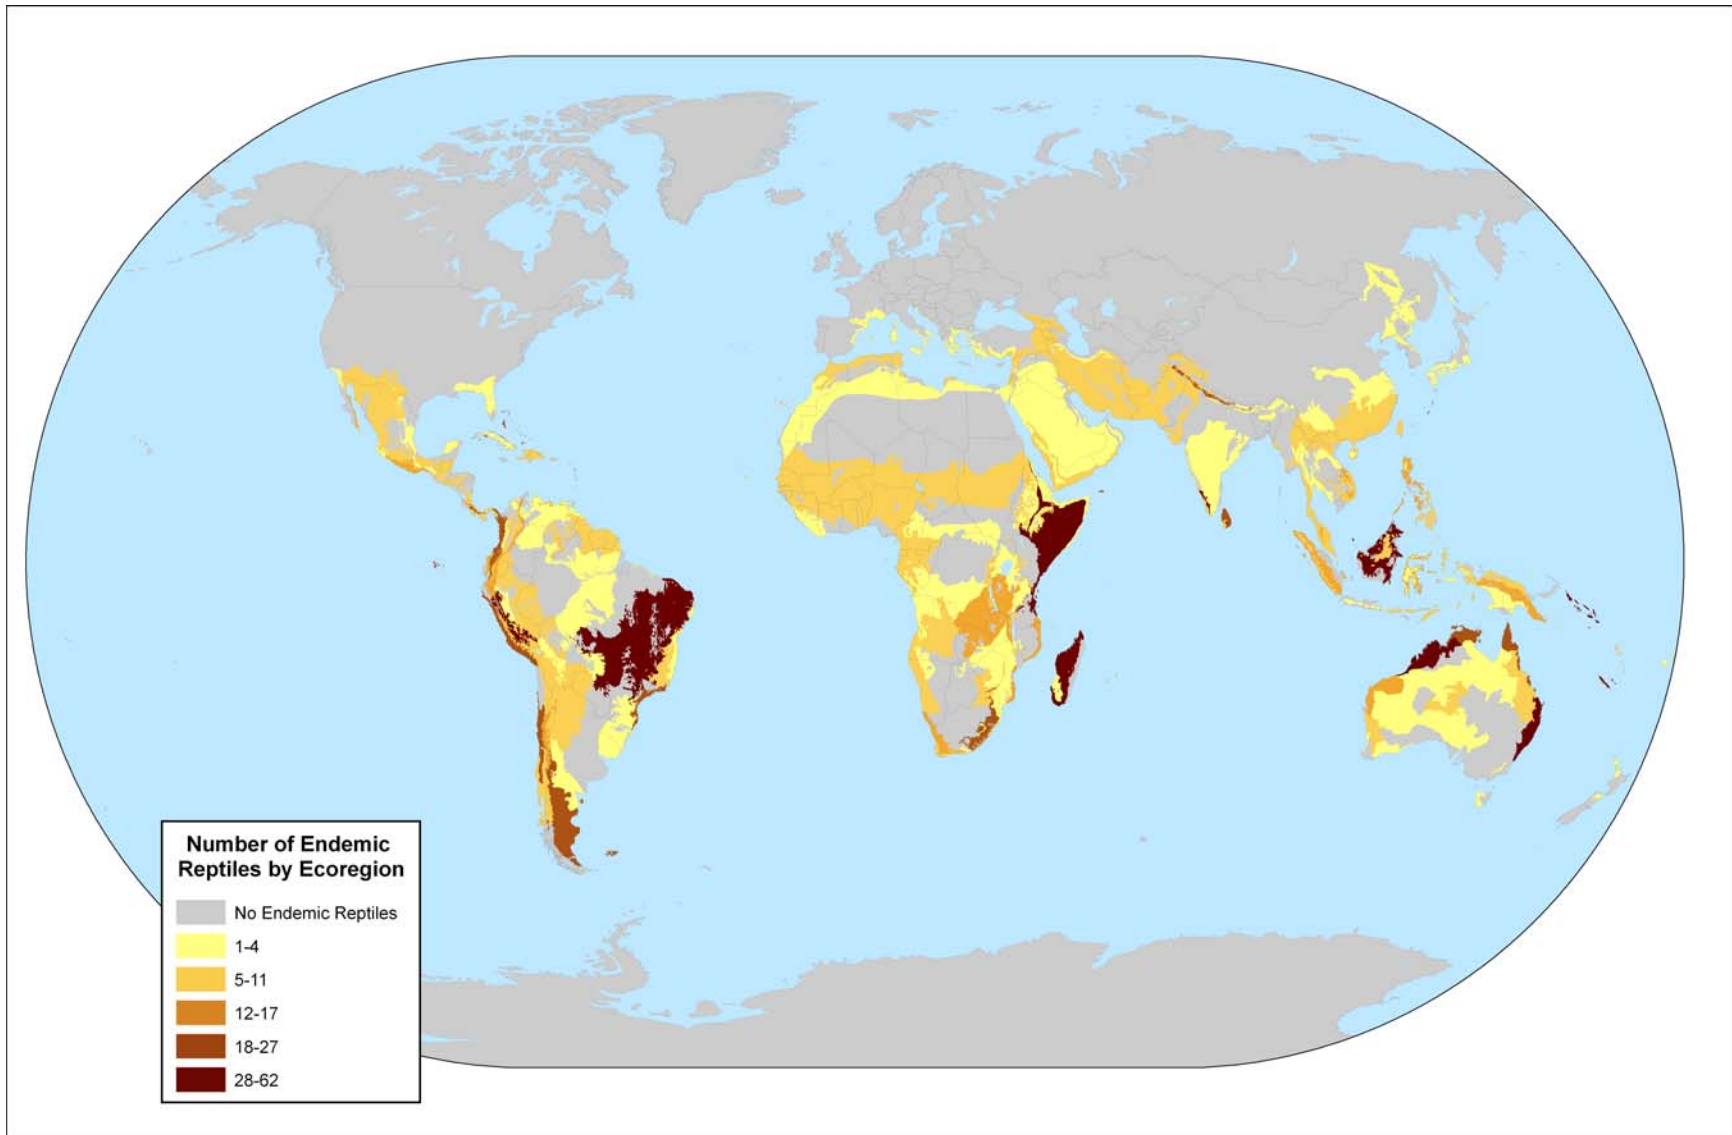 Number of Endemic
Reptiles by Ecoregion
No Endemic Reptiles
1-4
5-11
12-17
18-27
28-62